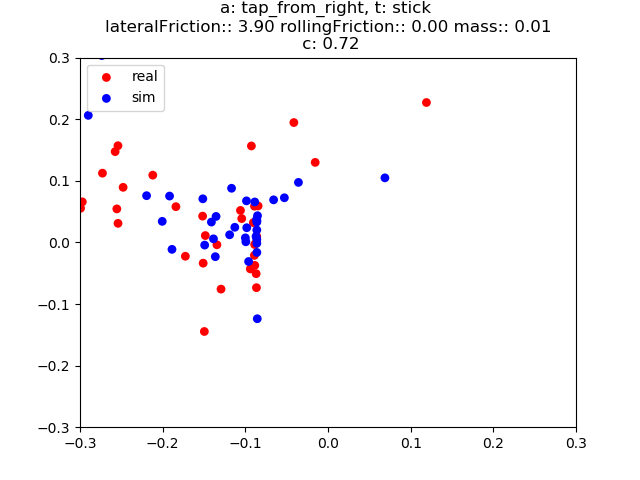 a: tap_from_right, t: stick
lateralFriction:: 3.90 rollingFriction:: 0.00 mass:: 0.01
c: 0.72
real
sim
0.3
0.2
0.1
0.0
−0.1
−0.2
−0.3
−0.3
−0.2
−0.1
0.0
0.1
0.2
0.3